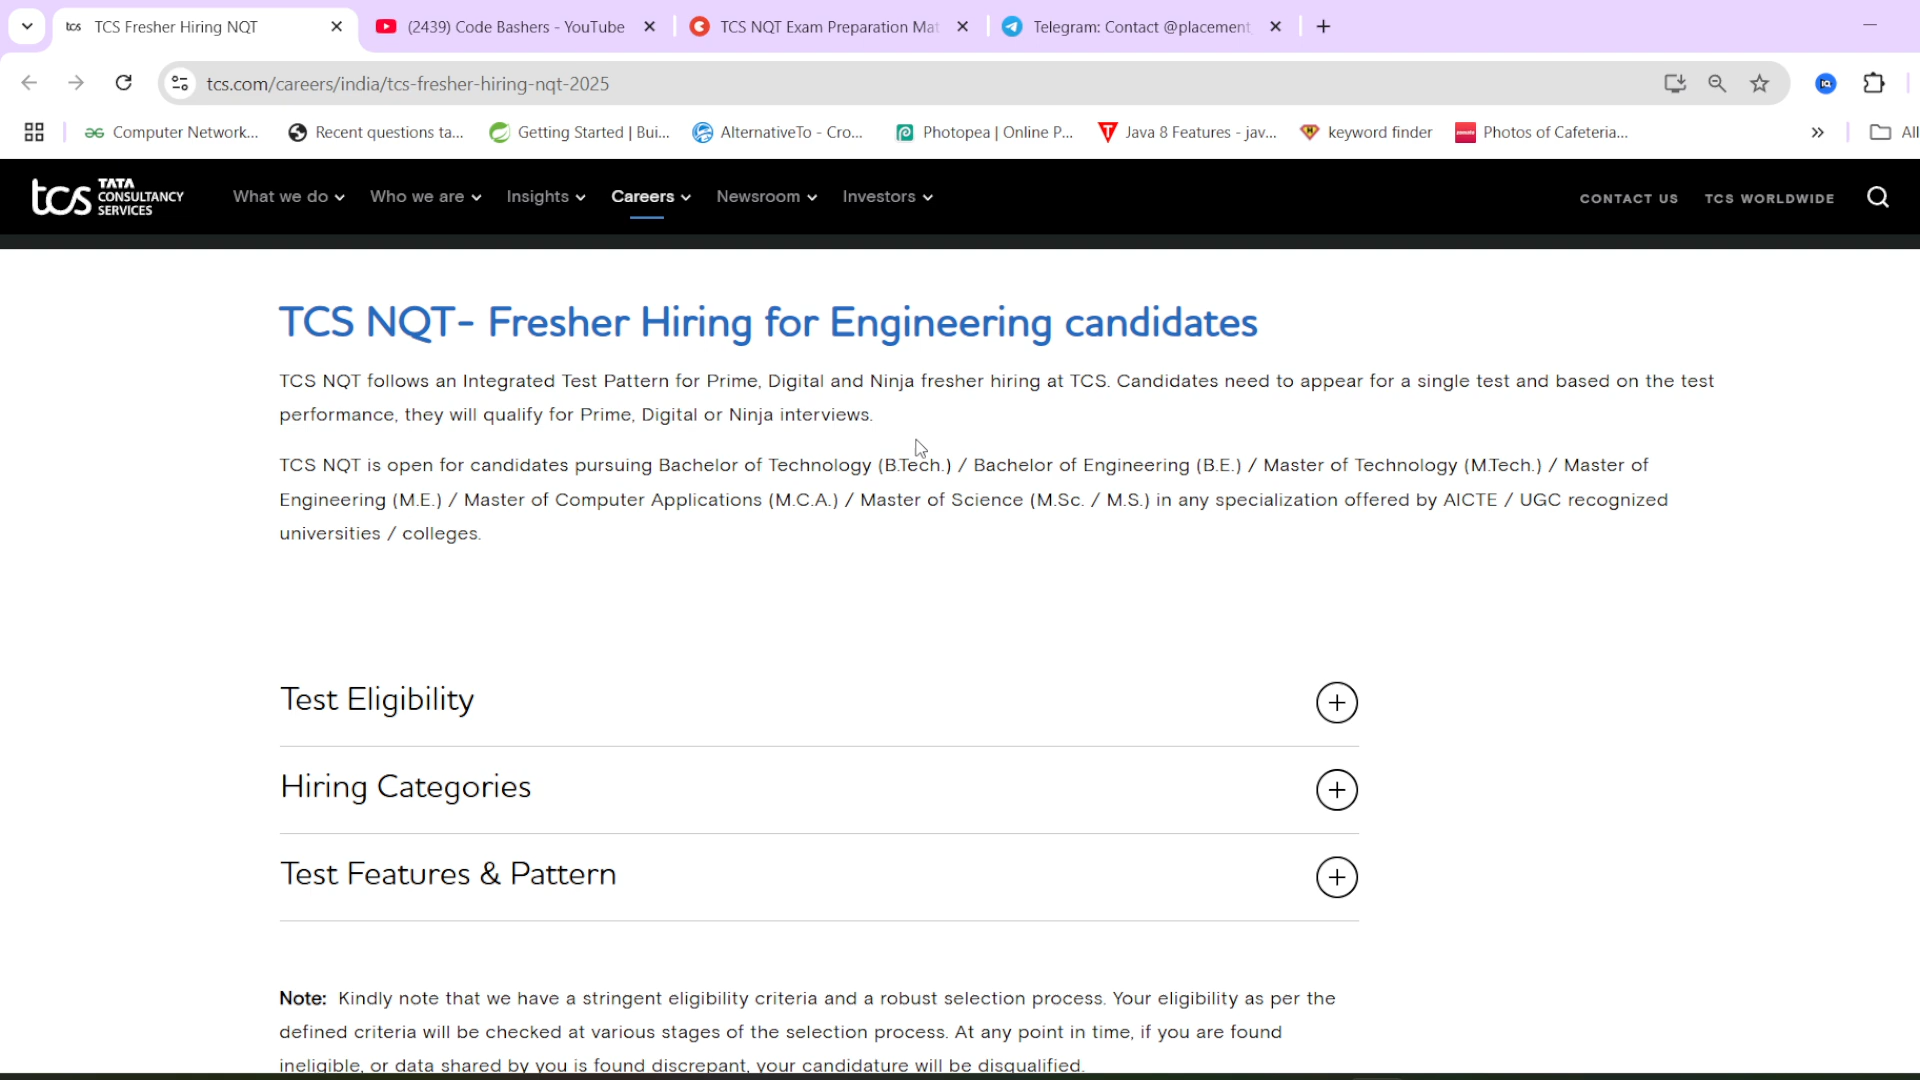 tcs TCS Fresher Hiring NQT
(2439) Code Bashers - YouTube
TCS NQT Exam Preparation Mat
Telegram: Contact @placement
tcs.com/careers/india/tcs-fresher-hiring-nqt-2025
Computer Network...
Recent questions ta...
Getting Started | Bui...
AlternativeTo - Cro...
Photopea | Online P...
Java 8 Features - jav...
keyword finder
Photos of Cafeteria...
All
tcs TATA CONSULTANCY SERVICES
What we do
Who we are
Insights
Careers
Newsroom
Investors
CONTACT US
TCS WORLDWIDE
TCS NQT- Fresher Hiring for Engineering candidates
TCS NQT follows an Integrated Test Pattern for Prime, Digital and Ninja fresher hiring at TCS. Candidates need to appear for a single test and based on the test
performance, they will qualify for Prime, Digital or Ninja interviews.
TCS NQT is open for candidates pursuing Bachelor of Technology (B.Tech.) / Bachelor of Engineering (B.E.) / Master of Technology (M.Tech.) / Master of
Engineering (M.E.) / Master of Computer Applications (M.C.A.) / Master of Science (M.Sc. / M.S.) in any specialization offered by AICTE / UGC recognized
universities / colleges.
Test Eligibility
Hiring Categories
Test Features & Pattern
Note: Kindly note that we have a stringent eligibility criteria and a robust selection process. Your eligibility as per the
defined criteria will be checked at various stages of the selection process. At any point in time, if you are found
ineligible, or data shared by you is found discrepant, your candidature will be disqualified.